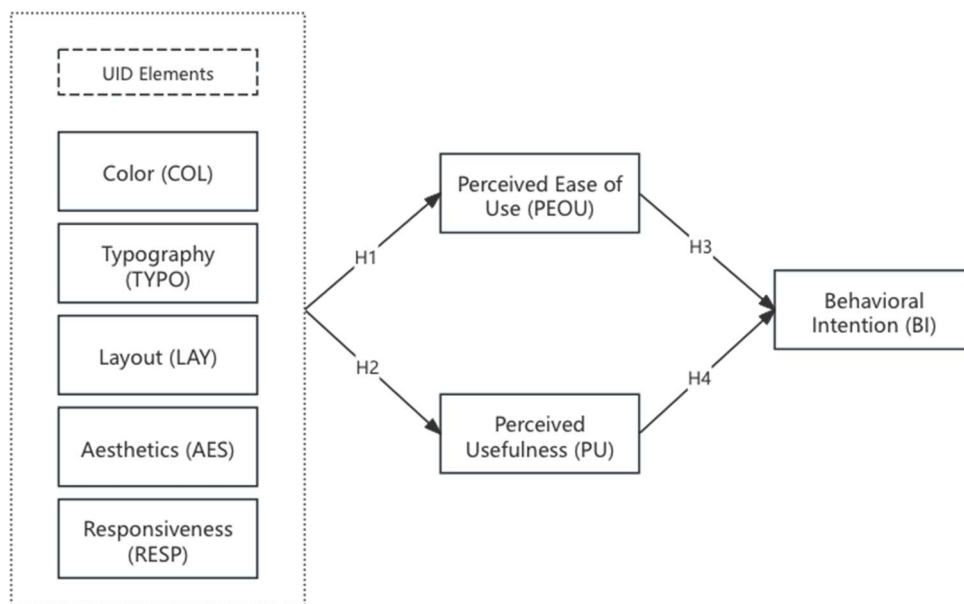 UID Elements
Color (COL)
Typography
(TYPO)
Layout (LAY)
Aesthetics (AES)
Responsiveness
(RESP)
H1
H2
Perceived Ease of
Use (PEOU)
Perceived
Usefulness (PU)
H3
H4
Behavioral
Intention (BI)